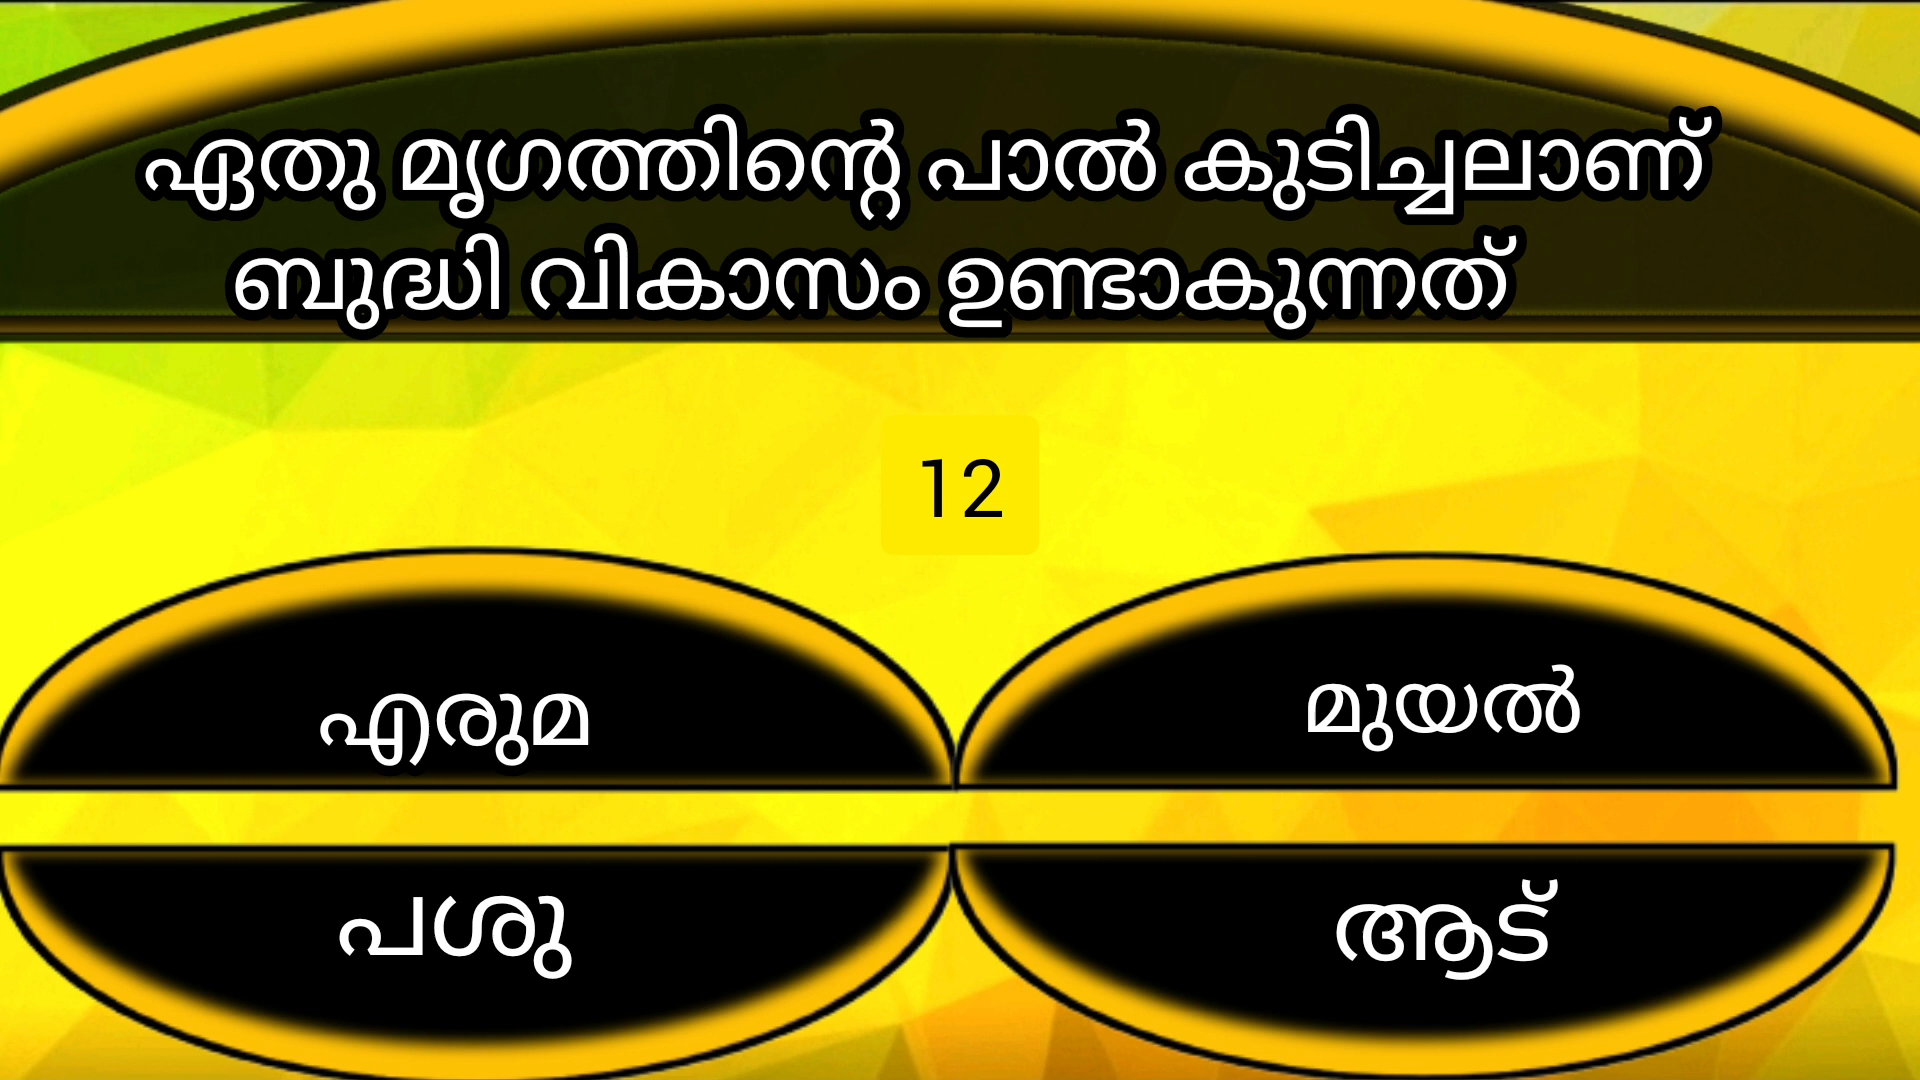 ഏതു മൃഗത്തിന്റെ പാൽ കുടിച്ചലാണ്
ബുദ്ധി വികാസം ഉണ്ടാകുന്നത്
12
എരുമ
മുയൽ
പശു
ആട്